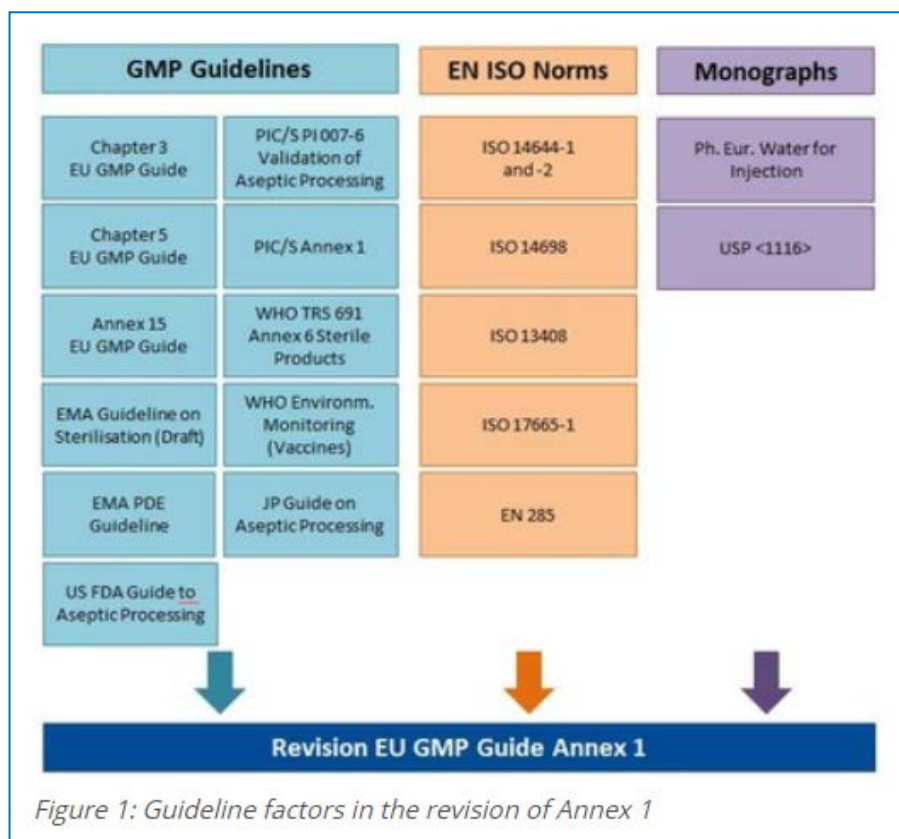 GMP Guidelines
EN ISO Norms
Monographs
Chapter 3
EU GMP Guide
PIC/S PI 007-6
Validation of
Aseptic Processing
ISO 14644-1
and -2
Ph. Eur. Water for
Injection
Chapter 5
EU GMP Guide
PIC/S Annex 1
ISO 14698
USP <1116>
Annex 15
EU GMP Guide
WHO TRS 691
Annex 6 Sterile
Products
ISO 13408
EMA Guideline on
Sterilisation (Draft)
WHO Environm.
Monitoring
(Vaccines)
ISO 17665-1
EMA PDE
Guideline
JP Guide on
Aseptic Processing
EN 285
US FDA Guide to
Aseptic Processing
Revision EU GMP Guide Annex 1
Figure 1: Guideline factors in the revision of Annex 1